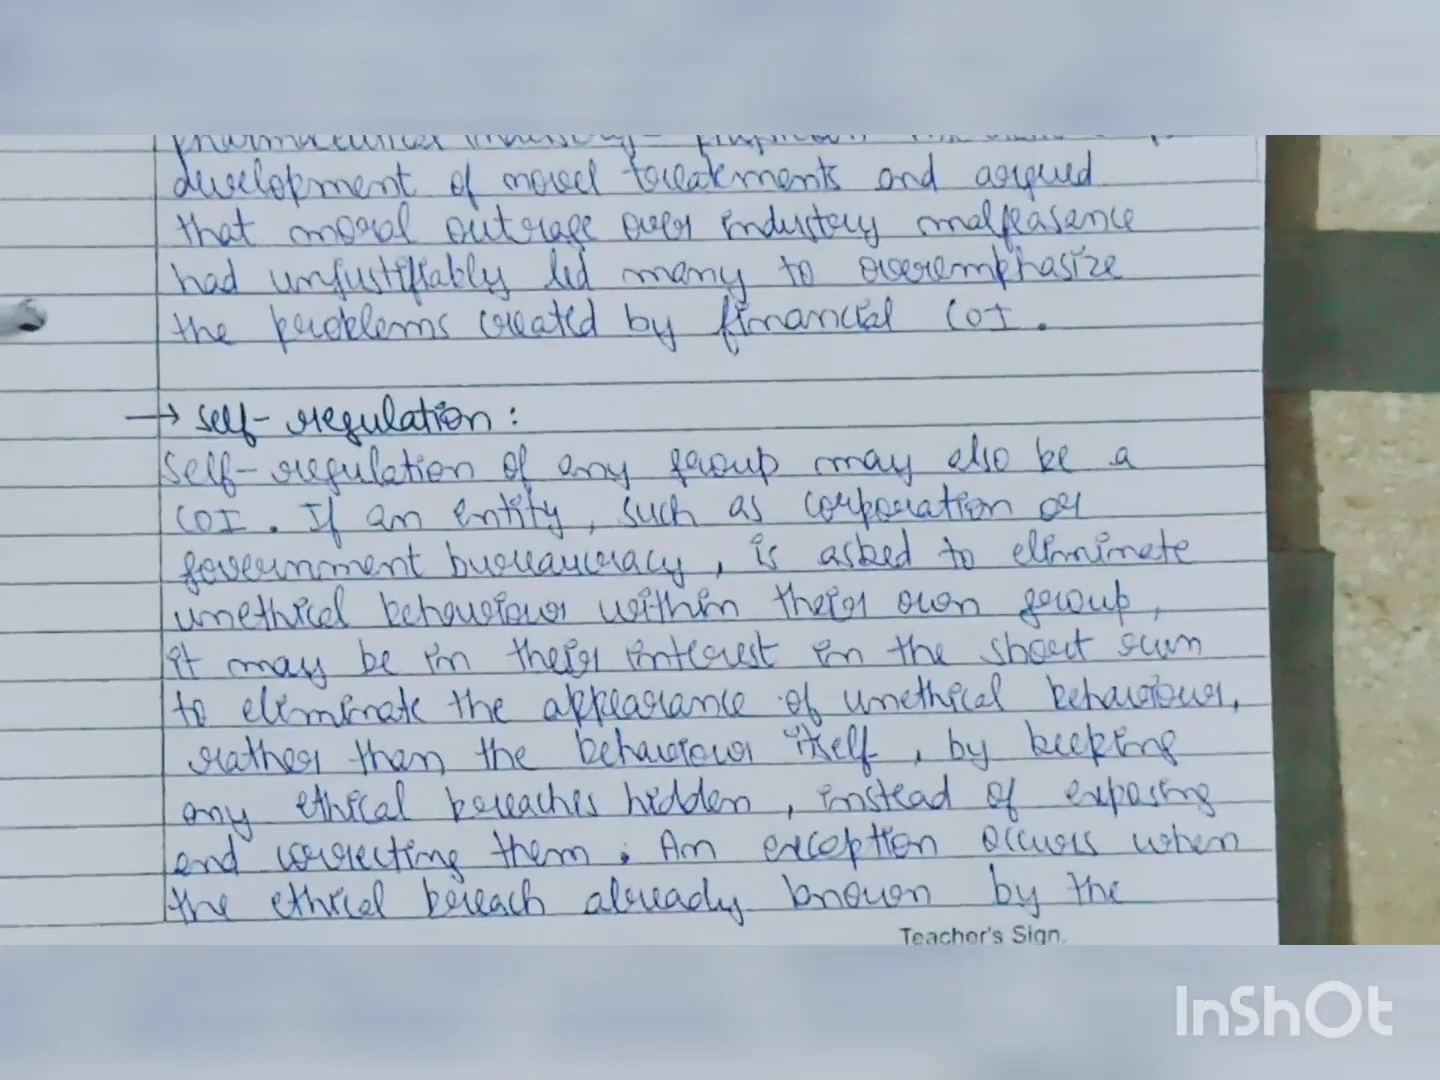 development of novel treatements and argued
that moral outrage over industry malfeasance
had unjustifiably led many to overemphasize
the problems created by financial COI.
→ self-regulation:
Self-regulation of any group may also be a
COI. If an entity, such as corporation or
government bureaucracy, is asked to eliminate
unethical behaviour within their own group,
it may be in their interest in the short run
to eliminate the appearance of unethical behaviour,
rather than the behaviour itself, by keeping
any ethical breaches hidden, instead of exposing
and correcting them. An exception occurs when
the ethical breach already known by the
Teacher's Sign.
InShOt